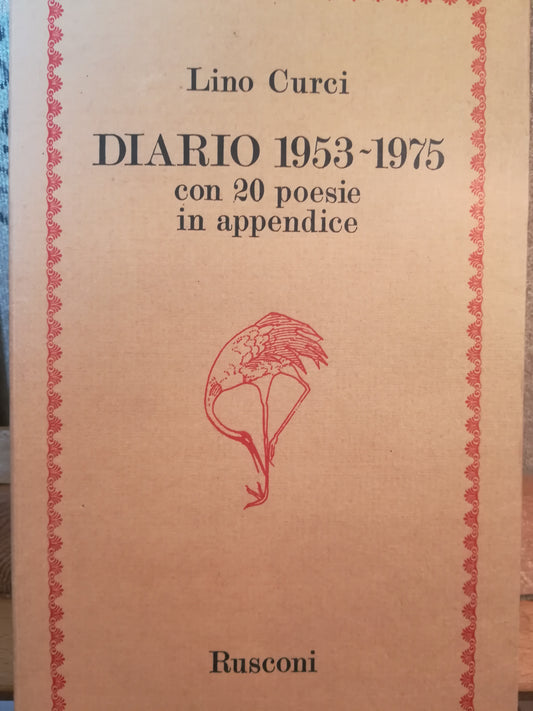 Lino Curci
DIARIO 1953-1975
con 20 poesie
in appendice
Rusconi